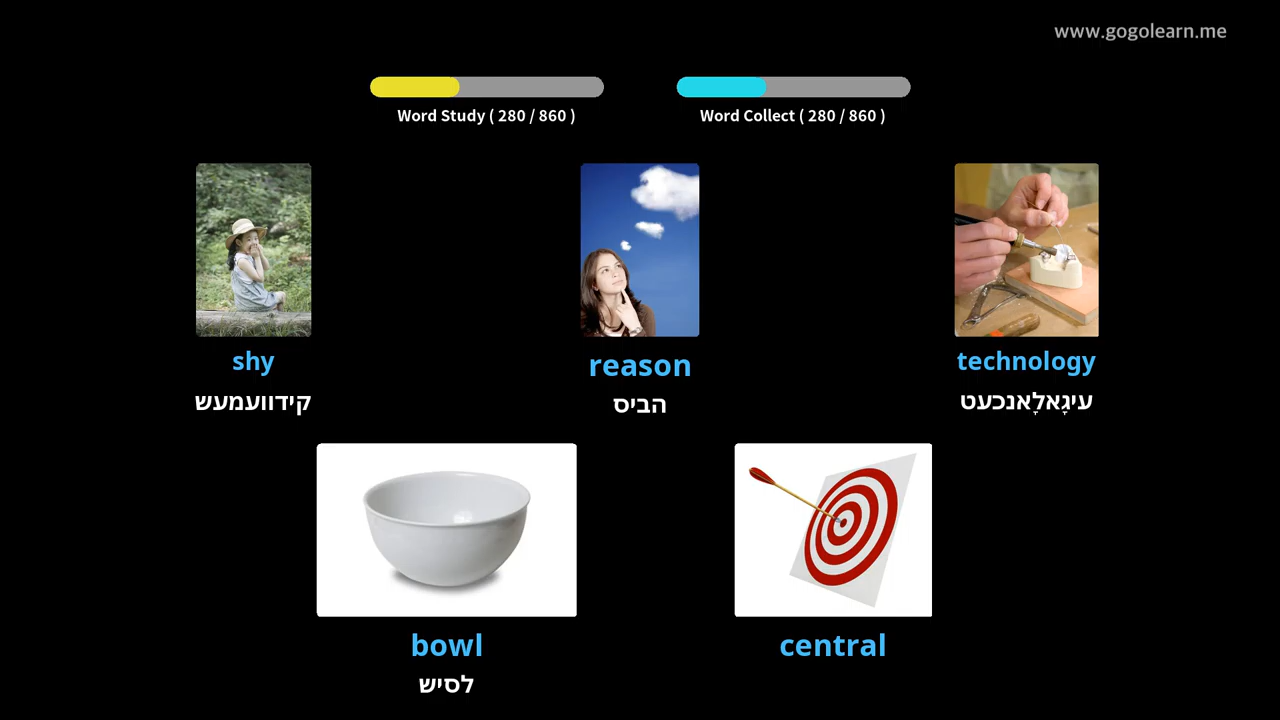 www.gogolearn.me
Word Study ( 280 / 860 )
Word Collect ( 280 / 860 )
shy
קידוועמעש
reason
הביס
technology
עיגָאלָאנכעט
bowl
לסיש
central